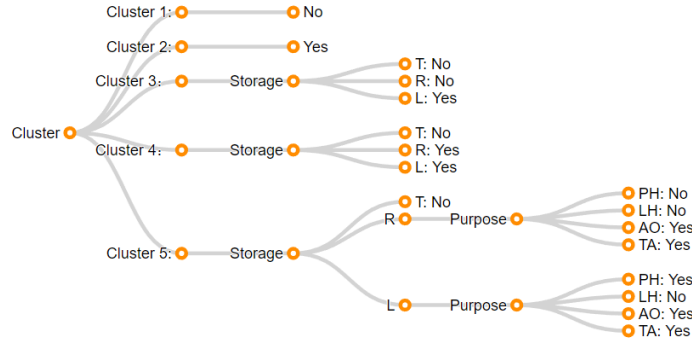 Cluster
Cluster 1: No
Cluster 2: Yes
Cluster 3: Storage
T: No
R: No
L: Yes
Cluster 4: Storage
T: No
R: Yes
L: Yes
Cluster 5: Storage
T: No
R Purpose
PH: No
LH: No
AO: Yes
TA: Yes
L Purpose
PH: Yes
LH: No
AO: Yes
TA: Yes